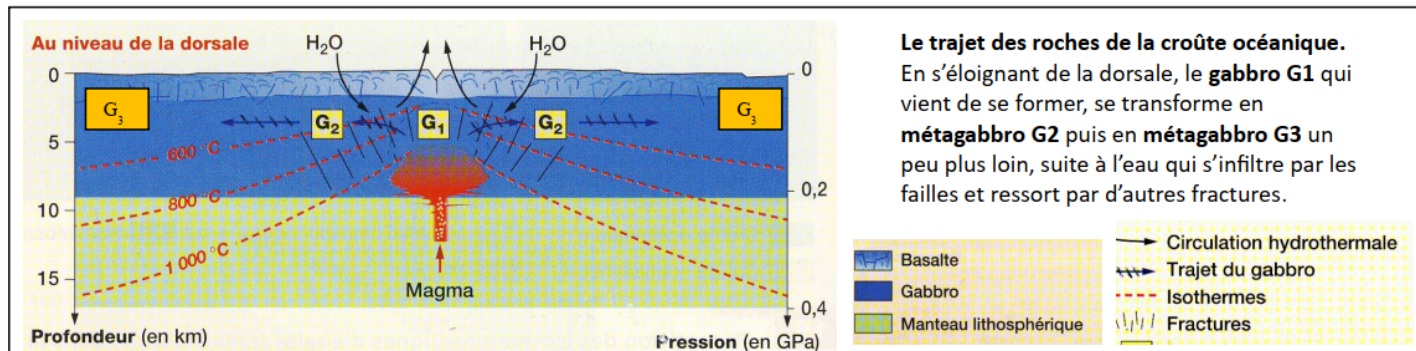 Au niveau de la dorsale
H₂O
H₂O
0
5
10
15
G₃
G₂
G₁
G₂
G₃
600 °C
800 °C
1 000 °C
0
0,2
0,4
Magma
Profondeur (en km)
Pression (en GPa)
Le trajet des roches de la croûte océanique.
En s’éloignant de la dorsale, le gabbro G1 qui
vient de se former, se transforme en
métagabbro G2 puis en métagabbro G3 un
peu plus loin, suite à l’eau qui s’infiltre par les
failles et ressort par d’autres fractures.
Basalte
Gabbro
Manteau lithosphérique
Circulation hydrothermale
Trajet du gabbro
Isothermes
Fractures